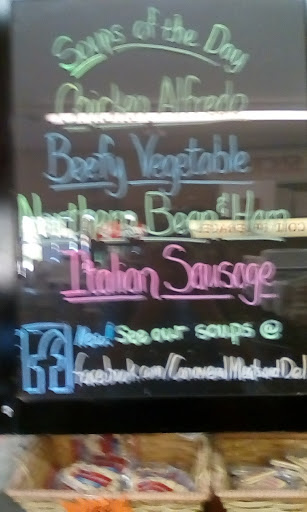 Soups of the Day
Chicken Alfredo
Beefy Vegetable
Northern Bean & Ham
Italian Sausage
New! See our soups @
facebook.com/